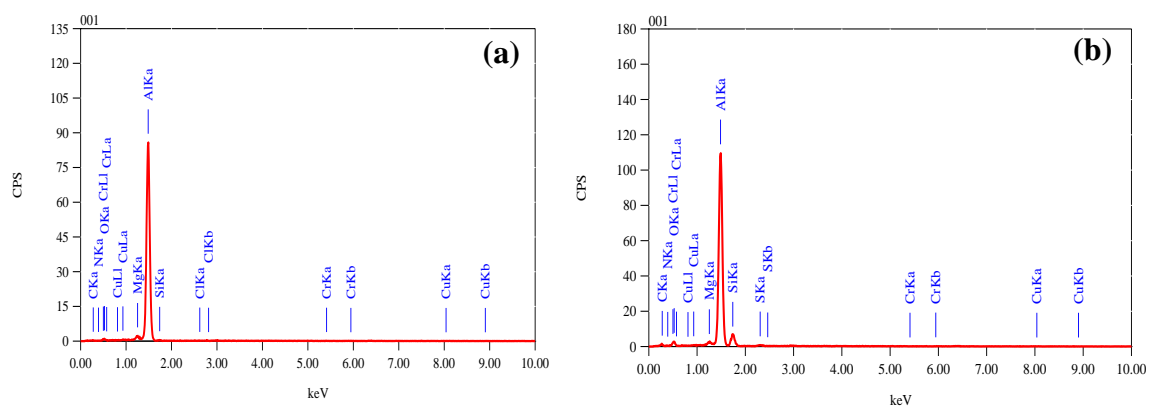 001
(a)
135
120
105
90
75
60
45
30
15
0
CPS
CKa
NKa
OKa
CrLl
CrLa
CuLl
CuLa
MgKa
AlKa
SiKa
ClKa
ClKb
CrKa
CrKb
CuKa
CuKb
0.00 1.00 2.00 3.00 4.00 5.00 6.00 7.00 8.00 9.00 10.00
keV
001
(b)
180
160
140
120
100
80
60
40
20
0
CPS
CKa
NKa
OKa
CrLl
CrLa
CuLl
CuLa
MgKa
AlKa
SiKa
SKa
SKb
CrKa
CrKb
CuKa
CuKb
0.00 1.00 2.00 3.00 4.00 5.00 6.00 7.00 8.00 9.00 10.00
keV